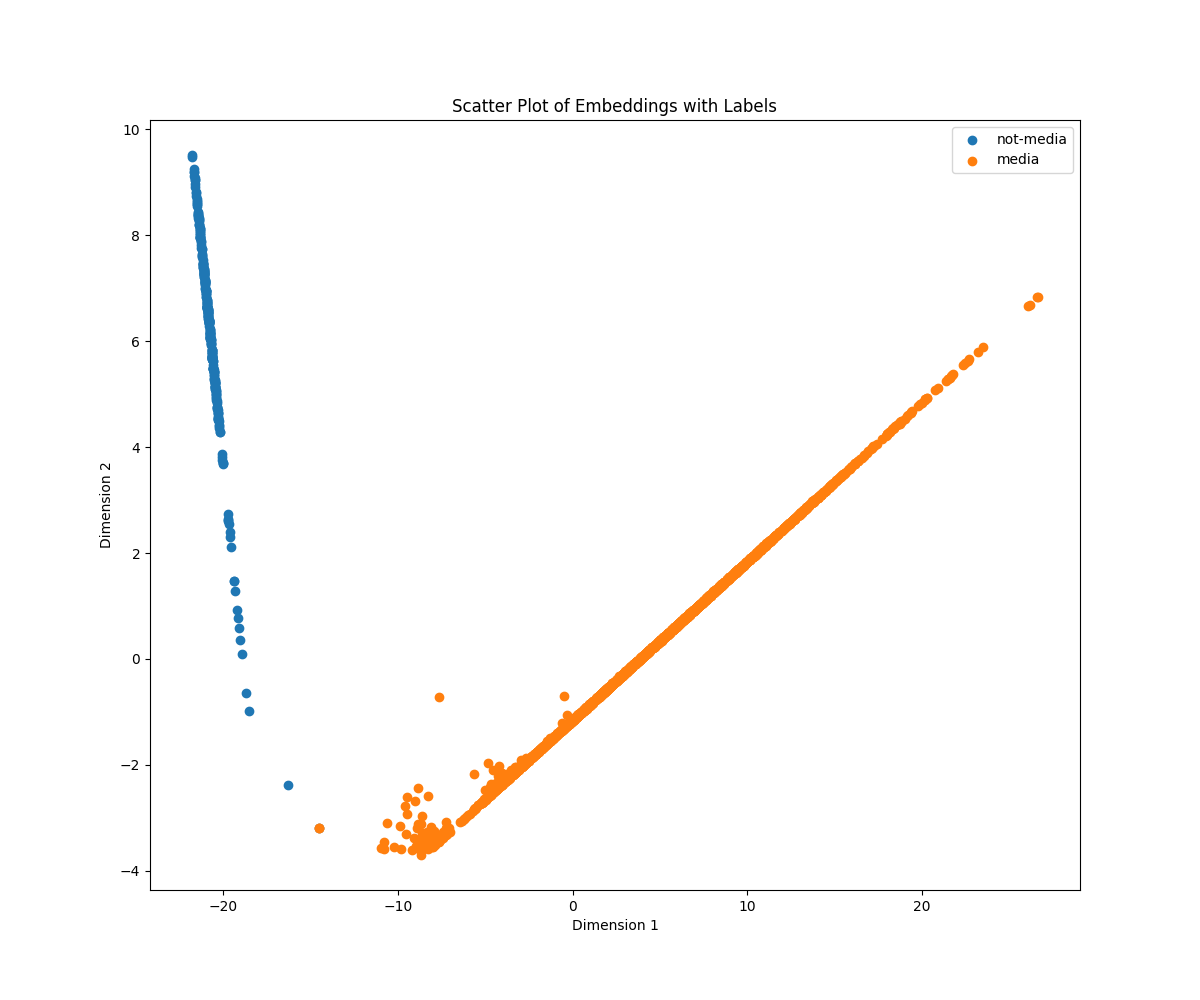 Scatter Plot of Embeddings with Labels
not-media
media
10
8
6
4
2
0
−2
−4
Dimension 2
−20
−10
0
10
20
Dimension 1